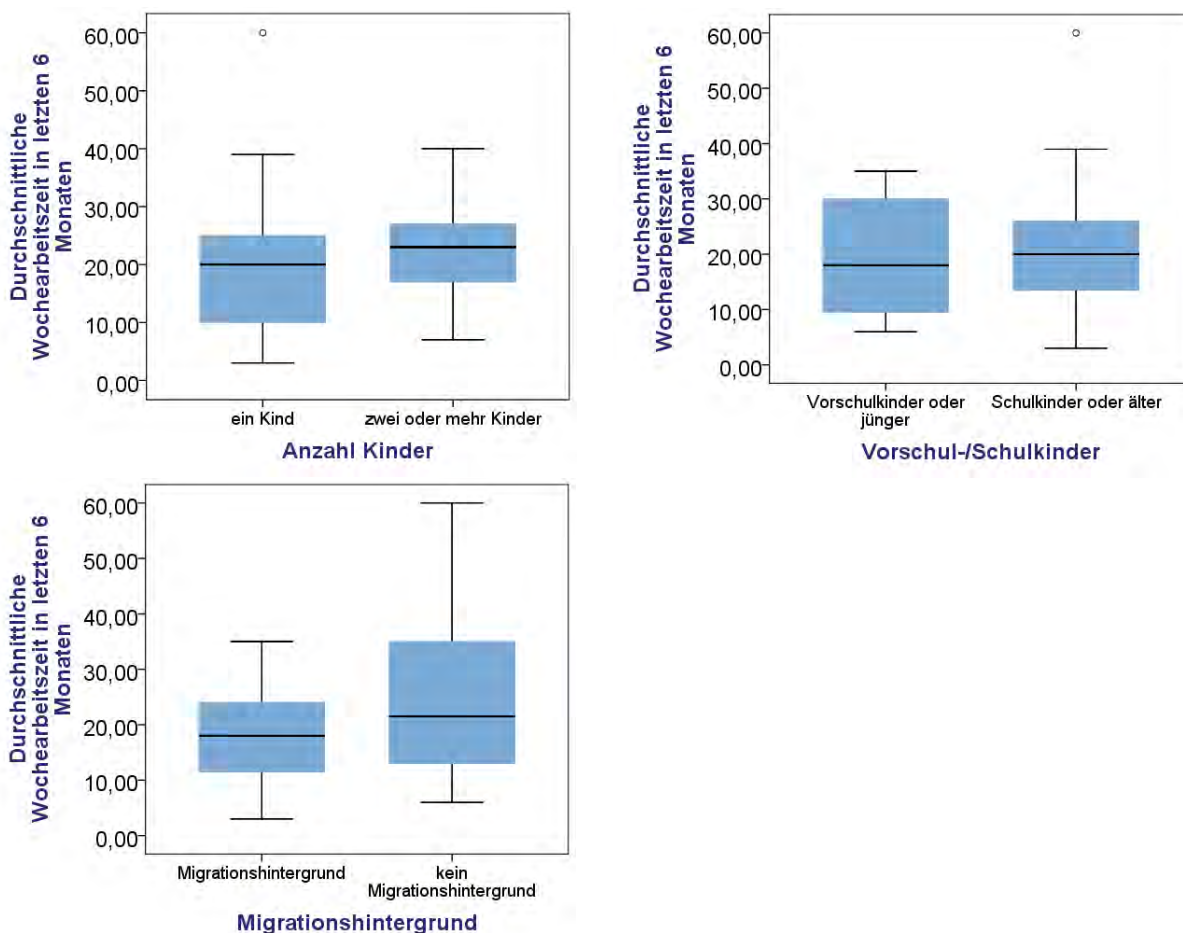 Durchschnittliche
Wochearbeitszeit in letzten 6
Monaten
60,00
50,00
40,00
30,00
20,00
10,00
0,00
ein Kind
zwei oder mehr Kinder
Anzahl Kinder
Durchschnittliche
Wochearbeitszeit in letzten 6
Monaten
60,00
50,00
40,00
30,00
20,00
10,00
0,00
Vorschulkinder oder
jünger
Schulkinder oder älter
Vorschul-/Schulkinder
Durchschnittliche
Wochearbeitszeit in letzten 6
Monaten
60,00
50,00
40,00
30,00
20,00
10,00
0,00
Migrationshintergrund
kein
Migrationshintergrund
Migrationshintergrund